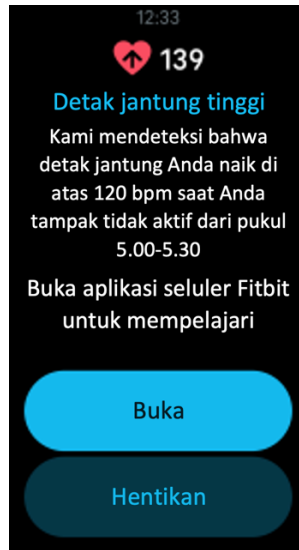 12:33
139
Detak jantung tinggi
Kami mendeteksi bahwa
detak jantung Anda naik di
atas 120 bpm saat Anda
tampak tidak aktif dari pukul
5.00-5.30
Buka aplikasi seluler Fitbit
untuk mempelajari
Buka
Hentikan